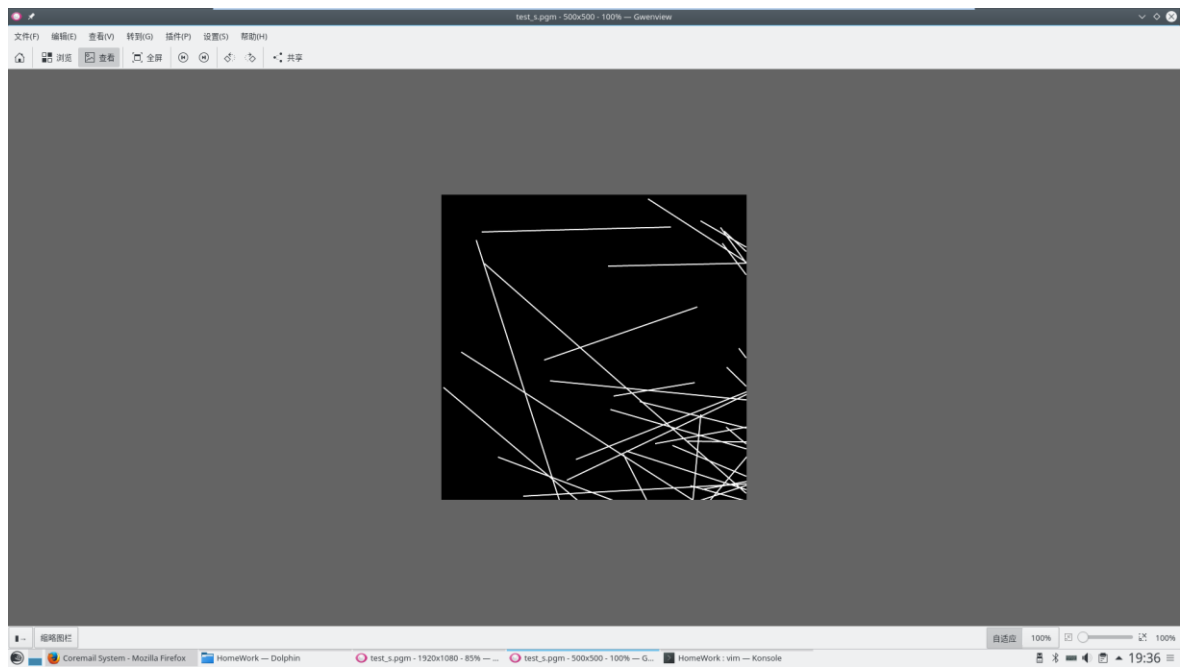 test_s.pgm - 500x500 - 100% — Gwenview
文件(F) 编辑(E) 查看(V) 转到(G) 插件(P) 设置(S) 帮助(H)
浏览 查看 全屏 共享
缩略图栏 自适应 100% 100%
Coremail System - Mozilla Firefox HomeWork — Dolphin test_s.pgm - 1920x1080 - 85% — ... test_s.pgm - 500x500 - 100% — G... HomeWork : vim — Konsole 19:36